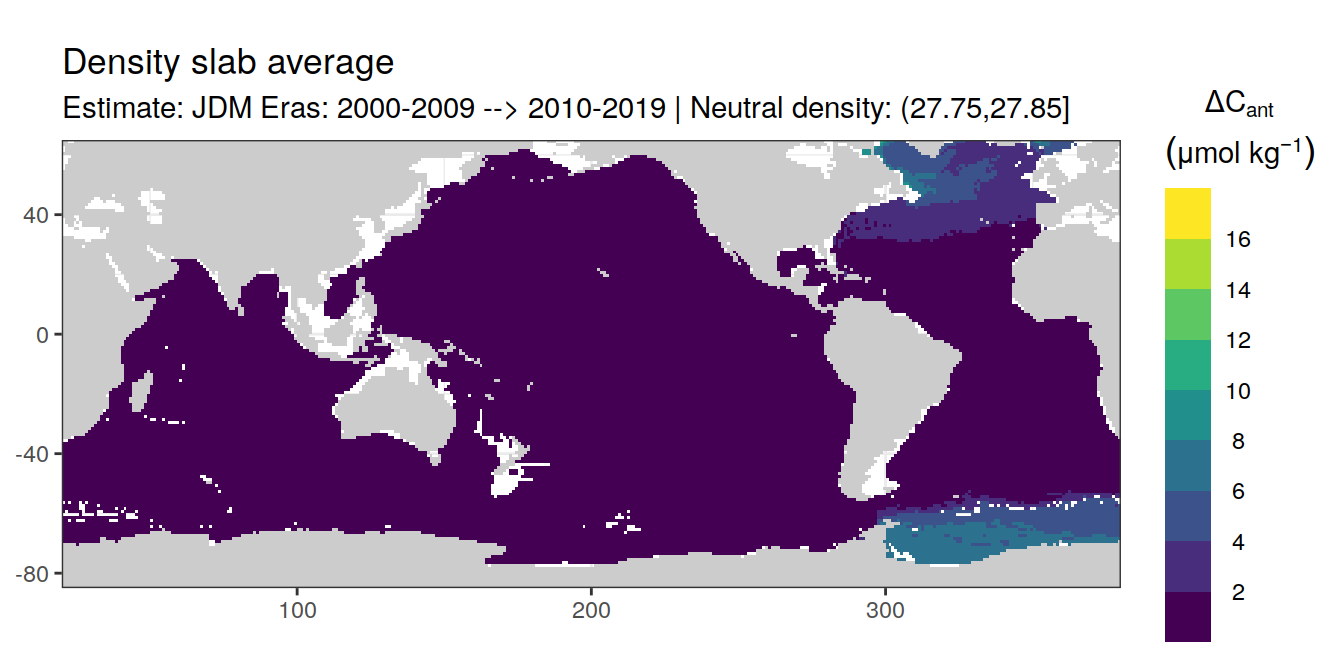 Density slab average
Estimate: JDM Eras: 2000-2009 --> 2010-2019 | Neutral density: (27.75,27.85]
ΔCant
(µmol kg−1)
16
14
12
10
8
6
4
2
40
0
-40
-80
100 200 300